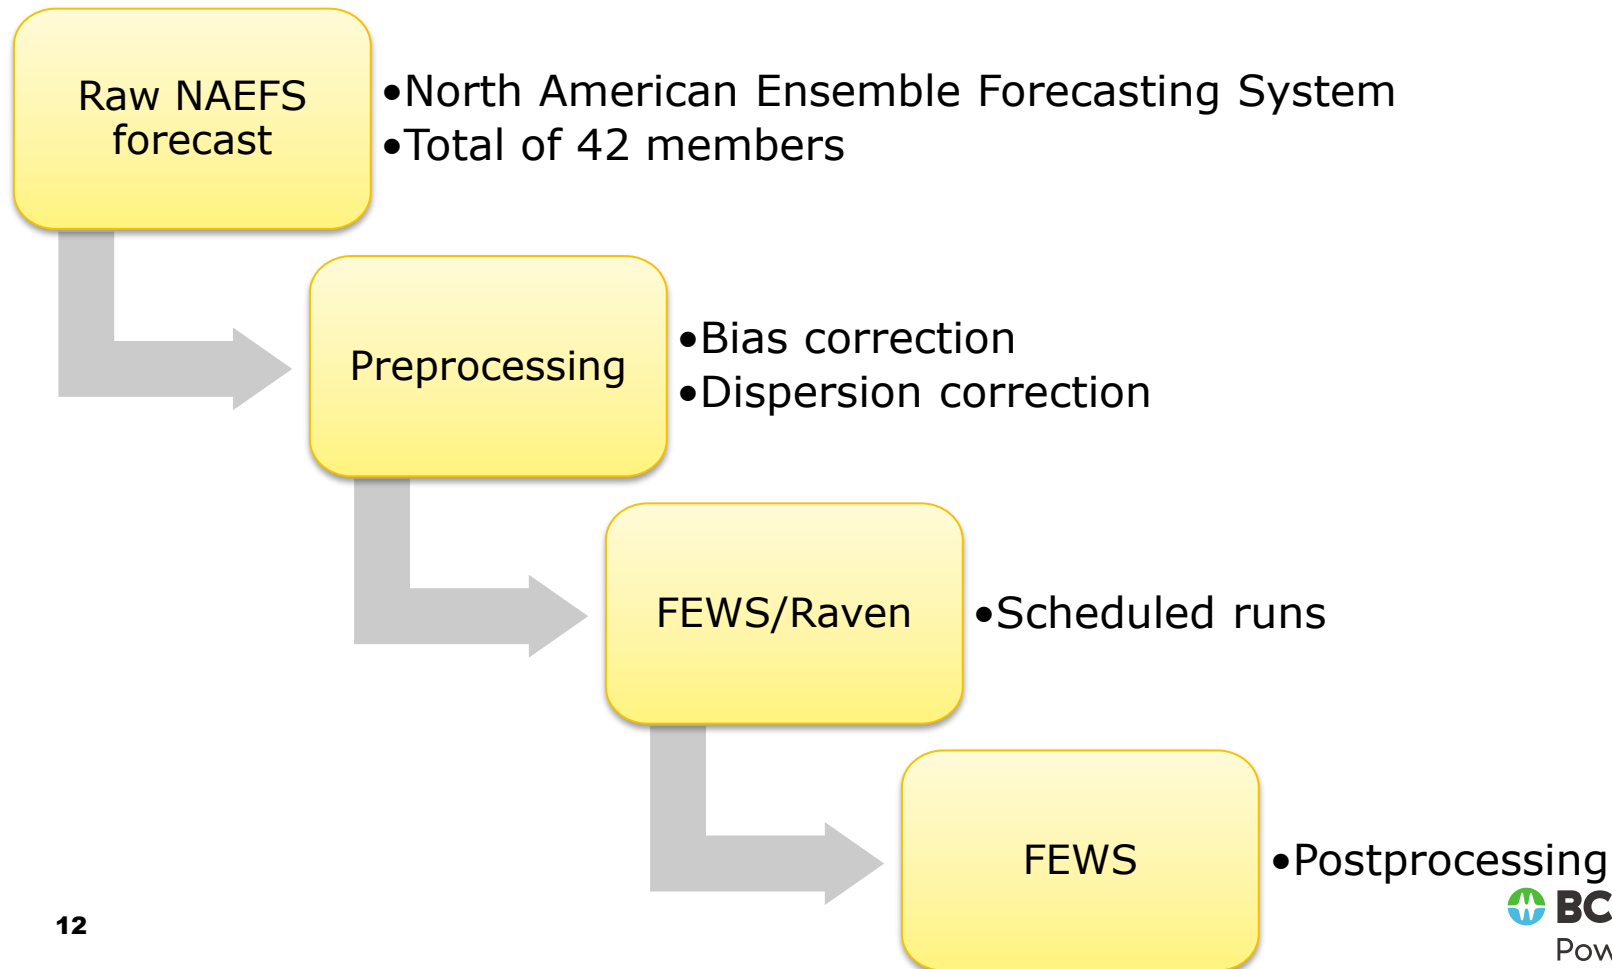 Raw NAEFS
forecast
•North American Ensemble Forecasting System
•Total of 42 members
Preprocessing
•Bias correction
•Dispersion correction
FEWS/Raven
•Scheduled runs
FEWS
•Postprocessing
12
BC
Pow